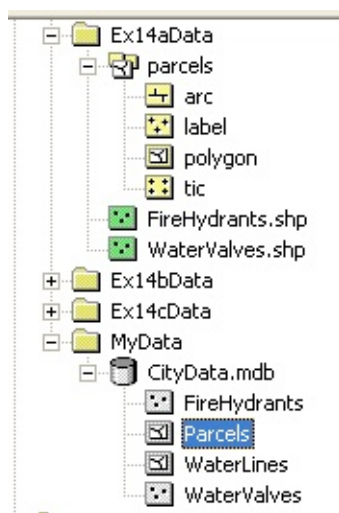 Ex14aData
parcels
arc
label
polygon
tic
FireHydrants.shp
WaterValves.shp
Ex14bData
Ex14cData
MyData
CityData.mdb
FireHydrants
Parcels
WaterLines
WaterValves